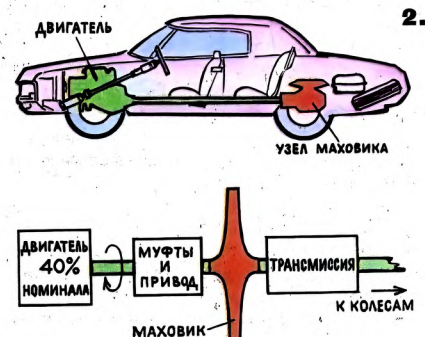 2.
ДВИГАТЕЛЬ
УЗЕЛ МАХОВИКА
ДВИГАТЕЛЬ
40%
НОМИНАЛА
МУФТЫ
И
ПРИВОД
ТРАНСМИССИЯ
К КОЛЕСАМ
МАХОВИК